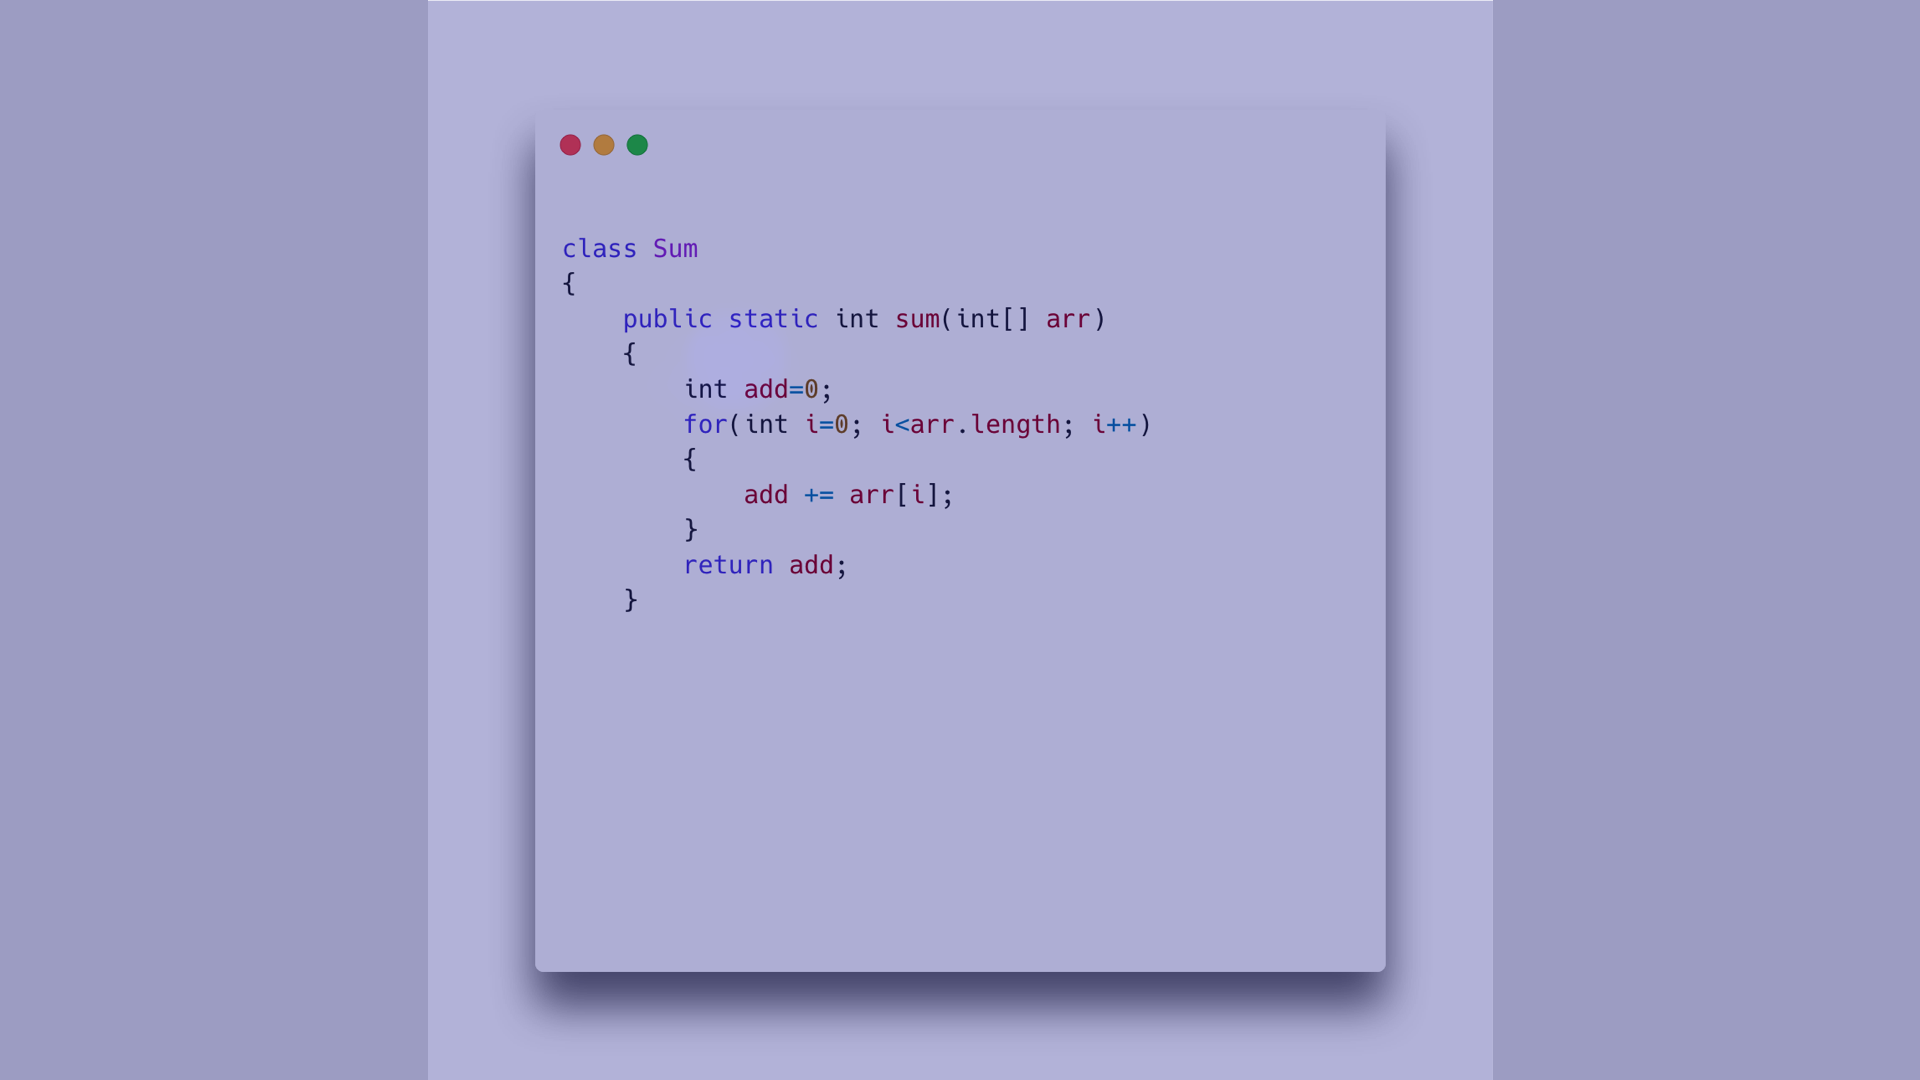 class Sum
{
    public static int sum(int[] arr)
    {
        int add=0;
        for(int i=0; i<arr.length; i++)
        {
            add += arr[i];
        }
        return add;
    }